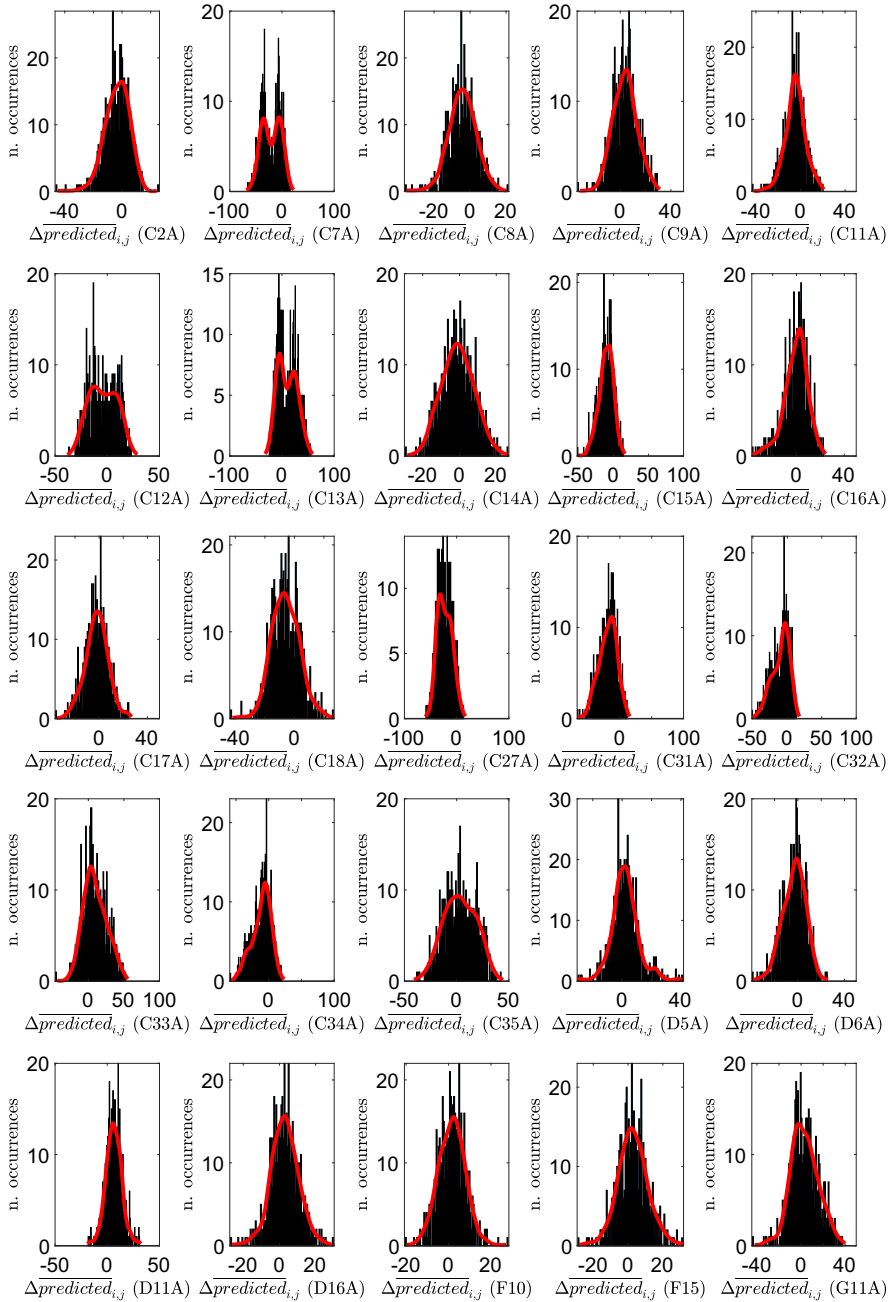 n. occurrences
20
10
0
-40 0
Δpredicted_{i,j} (C2A)
n. occurrences
20
10
0
-100 0 100
Δpredicted_{i,j} (C7A)
n. occurrences
20
10
0
-20 0 20
Δpredicted_{i,j} (C8A)
n. occurrences
20
10
0
0 40
Δpredicted_{i,j} (C9A)
n. occurrences
20
10
0
-40 0 40
Δpredicted_{i,j} (C11A)
n. occurrences
20
10
0
-50 0 50
Δpredicted_{i,j} (C12A)
n. occurrences
15
10
5
0
-100 0 100
Δpredicted_{i,j} (C13A)
n. occurrences
20
10
0
-20 0 20
Δpredicted_{i,j} (C14A)
n. occurrences
20
10
0
-50 0 50 100
Δpredicted_{i,j} (C15A)
n. occurrences
20
10
0
-40 0 40
Δpredicted_{i,j} (C16A)
n. occurrences
20
10
0
0 40
Δpredicted_{i,j} (C17A)
n. occurrences
20
10
0
-40 0
Δpredicted_{i,j} (C18A)
n. occurrences
10
5
0
-100 0 100
Δpredicted_{i,j} (C27A)
n. occurrences
20
10
0
0 100
Δpredicted_{i,j} (C31A)
n. occurrences
20
10
0
-50 0 50 100
Δpredicted_{i,j} (C32A)
n. occurrences
20
10
0
0 50 100
Δpredicted_{i,j} (C33A)
n. occurrences
20
10
0
0 100
Δpredicted_{i,j} (C34A)
n. occurrences
20
10
0
-50 0 50
Δpredicted_{i,j} (C35A)
n. occurrences
30
20
10
0
0 40
Δpredicted_{i,j} (D5A)
n. occurrences
20
10
0
0 40
Δpredicted_{i,j} (D6A)
n. occurrences
20
10
0
-40 0 40
Δpredicted_{i,j} (D11A)
n. occurrences
20
10
0
-20 0 20
Δpredicted_{i,j} (D16A)
n. occurrences
20
10
0
-20 0 20
Δpredicted_{i,j} (F10)
n. occurrences
20
10
0
-20 0 20
Δpredicted_{i,j} (F15)
n. occurrences
20
10
0
-40 0 40
Δpredicted_{i,j} (G11A)